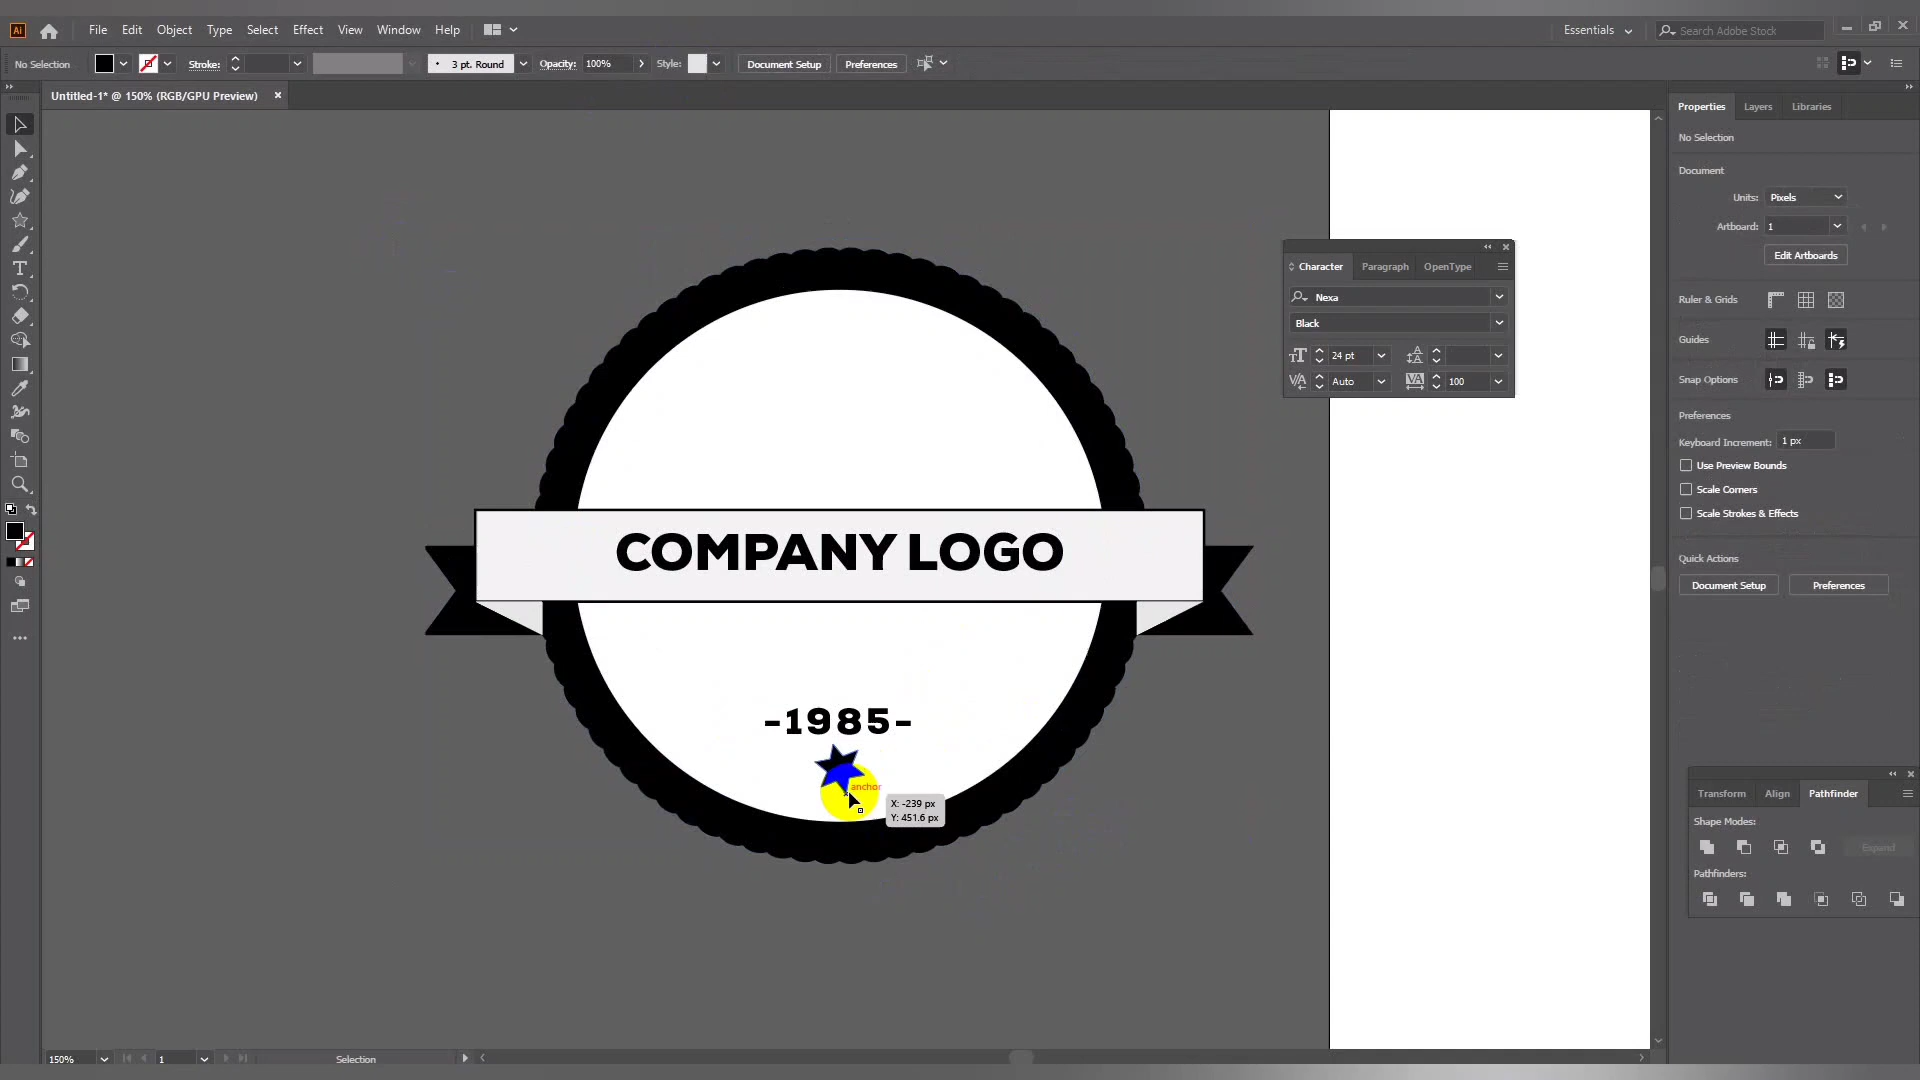 Ai File Edit Object Type Select Effect View Window Help Essentials Search Adobe Stock
No Selection Stroke: 3 pt. Round Opacity: 100% Style: Document Setup Preferences
Untitled-1* @ 150% (RGB/GPU Preview) ×
Properties Layers Libraries
No Selection
Document
Units: Pixels
Artboard: 1
Edit Artboards
Ruler & Grids
Guides
Snap Options
Preferences
Keyboard Increment: 1 px
Use Preview Bounds
Scale Corners
Scale Strokes & Effects
Quick Actions
Document Setup Preferences
Character Paragraph OpenType
Nexa
Black
24 pt
Auto 100
COMPANY LOGO
-1985-
anchor
X: -239 px
Y: 451.6 px
Transform Align Pathfinder
Shape Modes:
Expand
Pathfinders:
150% 1 Selection